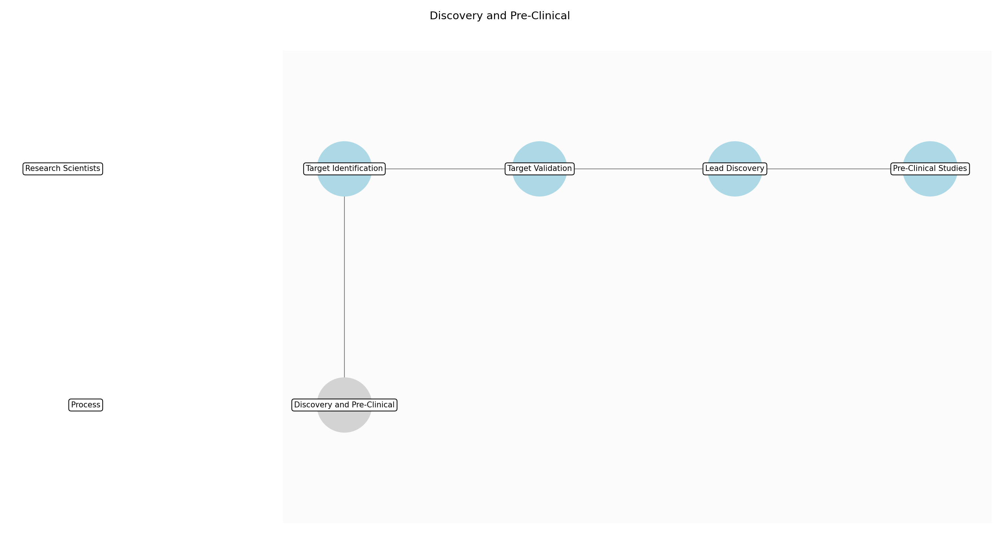 Discovery and Pre-Clinical
Research Scientists
Target Identification
Target Validation
Lead Discovery
Pre-Clinical Studies
Process
Discovery and Pre-Clinical